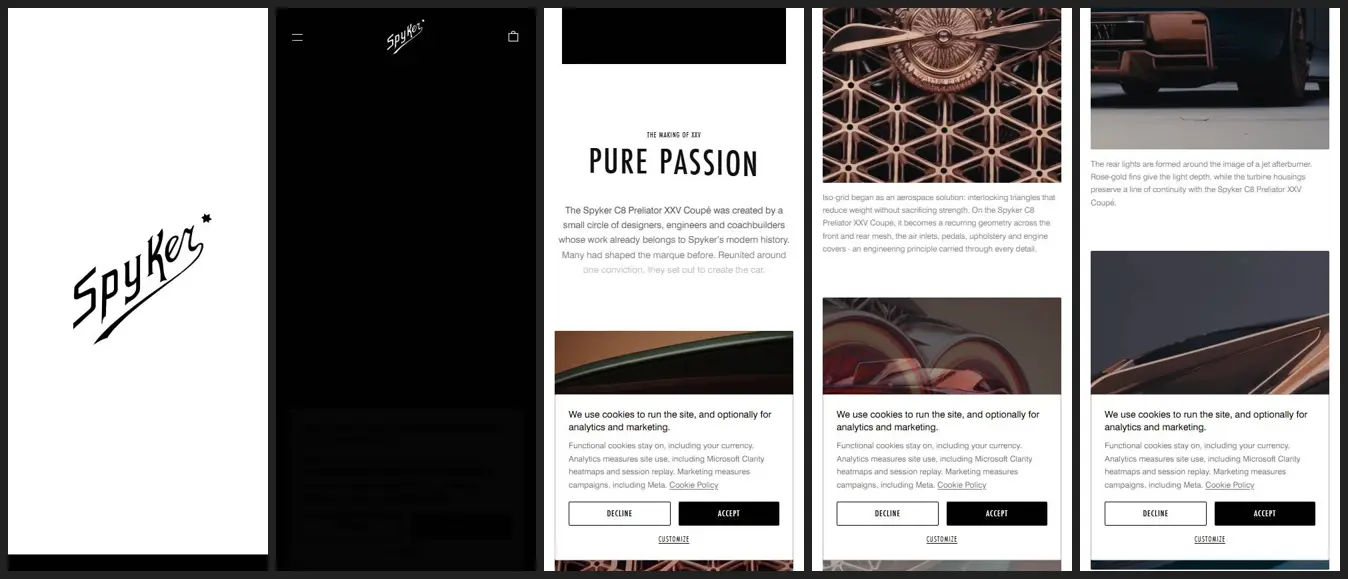 Spyker
Spyker
THE MAKING OF XXV
PURE PASSION
The Spyker C8 Preliator XXV Coupé was created by a
small circle of designers, engineers and coachbuilders
whose work already belongs to Spyker's modern history.
Many had shaped the marque before. Reunited around
one conviction, they set out to create the car.
We use cookies to run the site, and optionally for
analytics and marketing.
Functional cookies stay on, including your currency.
Analytics measures site use, including Microsoft Clarity
heatmaps and session replay. Marketing measures
campaigns, including Meta. Cookie Policy
DECLINE
ACCEPT
CUSTOMIZE
Iso-grid began as an aerospace solution: interlocking triangles that
reduce weight without sacrificing strength. On the Spyker C8
Preliator XXV Coupé, it becomes a recurring geometry across the
front and rear mesh, the air inlets, pedals, upholstery and engine
covers - an engineering principle carried through every detail.
We use cookies to run the site, and optionally for
analytics and marketing.
Functional cookies stay on, including your currency.
Analytics measures site use, including Microsoft Clarity
heatmaps and session replay. Marketing measures
campaigns, including Meta. Cookie Policy
DECLINE
ACCEPT
CUSTOMIZE
XXV
The rear lights are formed around the image of a jet afterburner.
Rose-gold fins give the light depth, while the turbine housings
preserve a line of continuity with the Spyker C8 Preliator XXV
Coupé.
We use cookies to run the site, and optionally for
analytics and marketing.
Functional cookies stay on, including your currency.
Analytics measures site use, including Microsoft Clarity
heatmaps and session replay. Marketing measures
campaigns, including Meta. Cookie Policy
DECLINE
ACCEPT
CUSTOMIZE